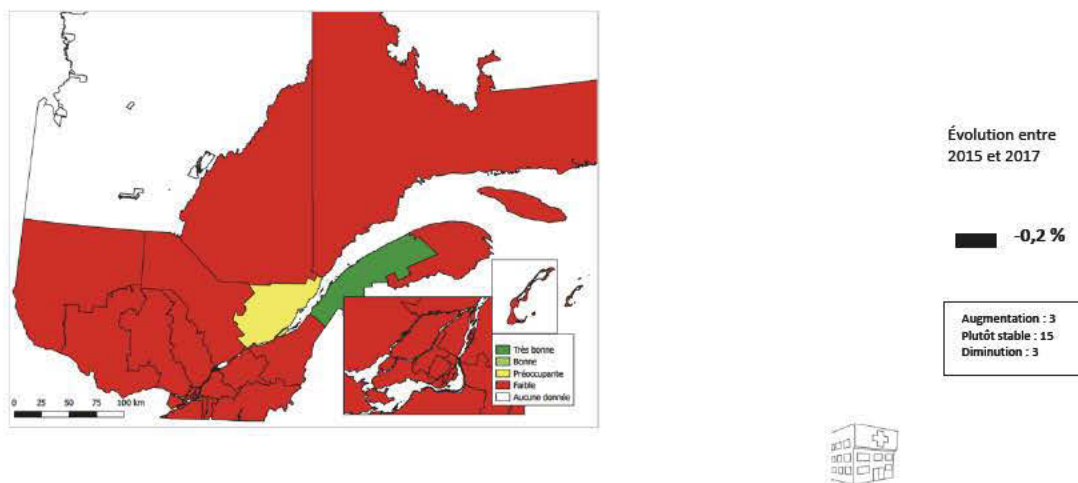 Évolution entre
2015 et 2017
-0,2 %
Augmentation : 3
Plutôt stable : 15
Diminution : 3
Très bonne
Bonne
Préoccupante
Faible
Aucune donnée
0 25 50 75 100 km